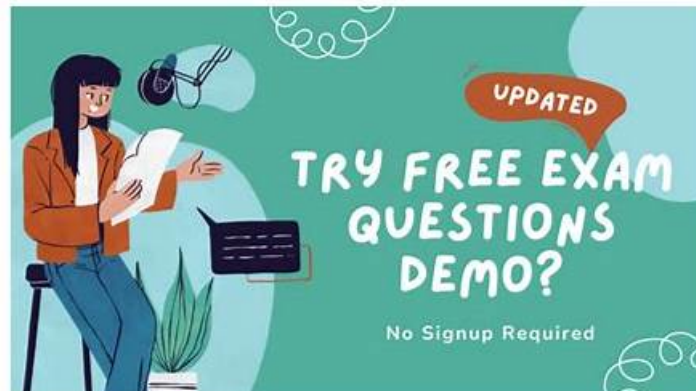 UPDATED
TRY FREE EXAM
QUESTIONS
DEMO?
No Signup Required